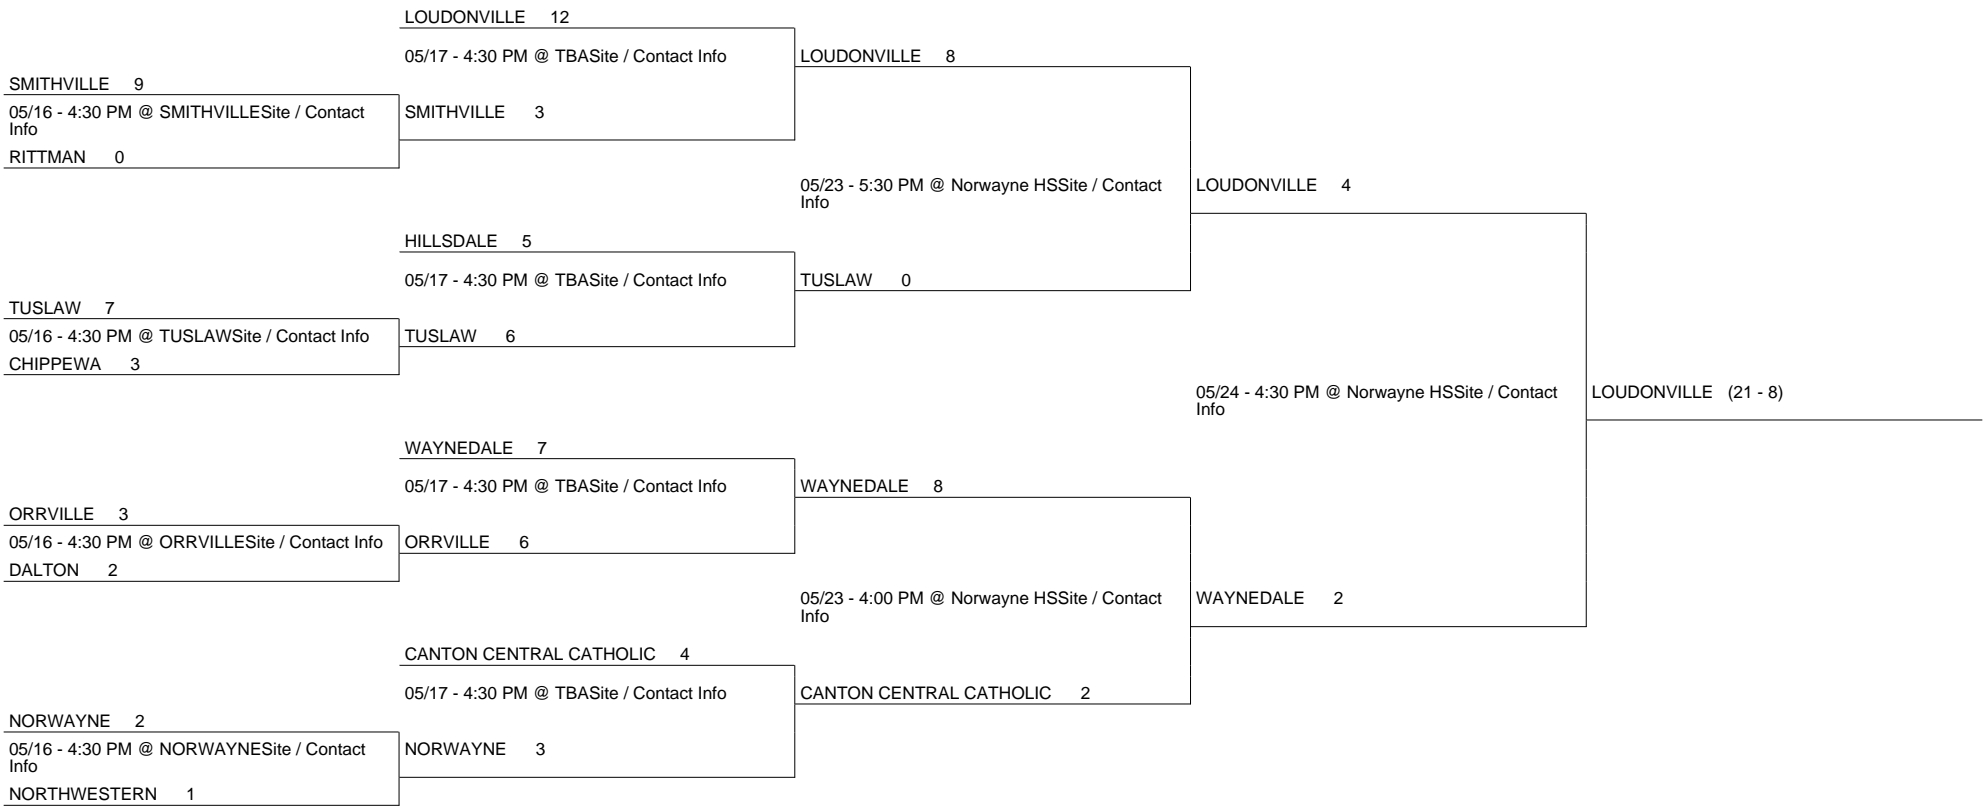 LOUDONVILLE 12
05/17 - 4:30 PM @ TBASite / Contact Info
LOUDONVILLE 8
SMITHVILLE 9
05/16 - 4:30 PM @ SMITHVILLESite / Contact
Info
SMITHVILLE 3
RITTMAN 0
05/23 - 5:30 PM @ Norwayne HSSite / Contact
Info
LOUDONVILLE 4
HILLSDALE 5
05/17 - 4:30 PM @ TBASite / Contact Info
TUSLAW 0
TUSLAW 7
05/16 - 4:30 PM @ TUSLAWSite / Contact Info
TUSLAW 6
CHIPPEWA 3
05/24 - 4:30 PM @ Norwayne HSSite / Contact
Info
LOUDONVILLE (21 - 8)
WAYNEDALE 7
05/17 - 4:30 PM @ TBASite / Contact Info
WAYNEDALE 8
ORRVILLE 3
05/16 - 4:30 PM @ ORRVILLESite / Contact Info
ORRVILLE 6
DALTON 2
05/23 - 4:00 PM @ Norwayne HSSite / Contact
Info
WAYNEDALE 2
CANTON CENTRAL CATHOLIC 4
05/17 - 4:30 PM @ TBASite / Contact Info
CANTON CENTRAL CATHOLIC 2
NORWAYNE 2
05/16 - 4:30 PM @ NORWAYNESite / Contact
Info
NORWAYNE 3
NORTHWESTERN 1